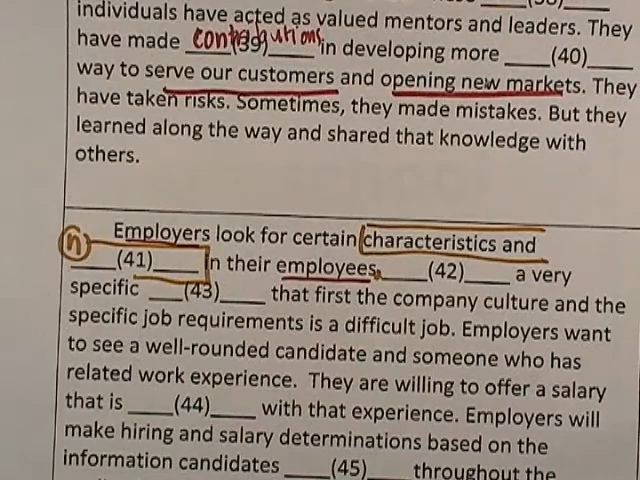 (38)
individuals have acted as valued mentors and leaders. They
have made ____(39)____ in developing more ____(40)____
contributions
way to serve our customers and opening new markets. They
have taken risks. Sometimes, they made mistakes. But they
learned along the way and shared that knowledge with
others.
n
Employers look for certain characteristics and
____(41)____ in their employees. ____(42)____ a very
specific ____(43)____ that first the company culture and the
specific job requirements is a difficult job. Employers want
to see a well-rounded candidate and someone who has
related work experience. They are willing to offer a salary
that is ____(44)____ with that experience. Employers will
make hiring and salary determinations based on the
information candidates ____(45)____ throughout the